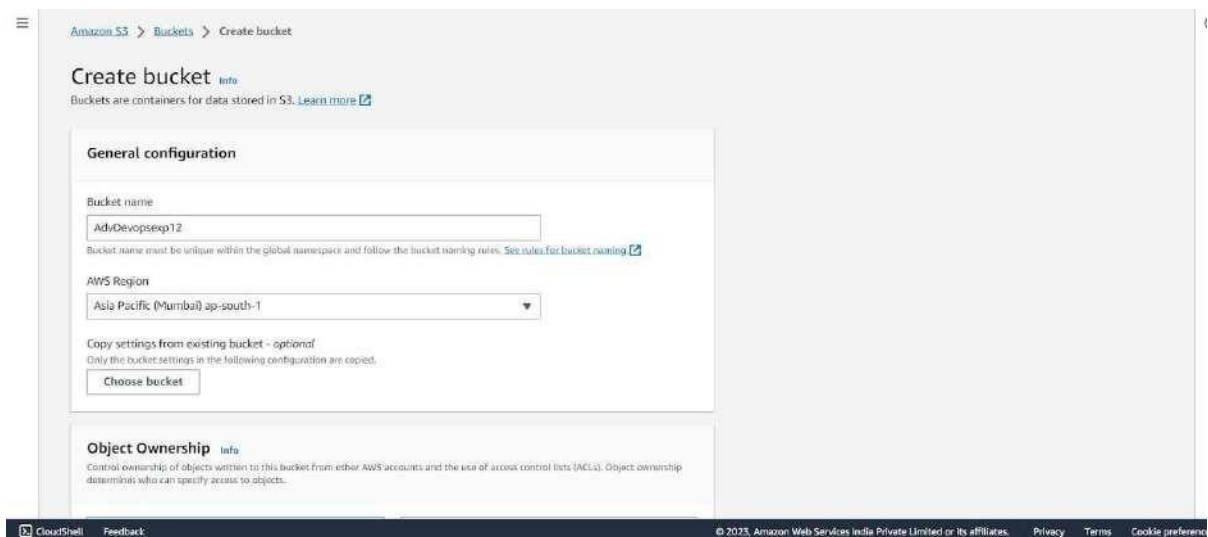 Amazon S3 > Buckets > Create bucket
Create bucket Info
Buckets are containers for data stored in S3. Learn more
General configuration
Bucket name
AdvDevopsexp12
Bucket name must be unique within the global namespace and follow the bucket naming rules. See rules for bucket naming
AWS Region
Asia Pacific (Mumbai) ap-south-1
Copy settings from existing bucket - optional
Only the bucket settings in the following configuration are copied.
Choose bucket
Object Ownership Info
Control ownership of objects written to this bucket from other AWS accounts and the use of access control lists (ACLs). Object ownership
determines who can specify access to objects.
CloudShell Feedback © 2023, Amazon Web Services India Private Limited or its affiliates. Privacy Terms Cookie preference